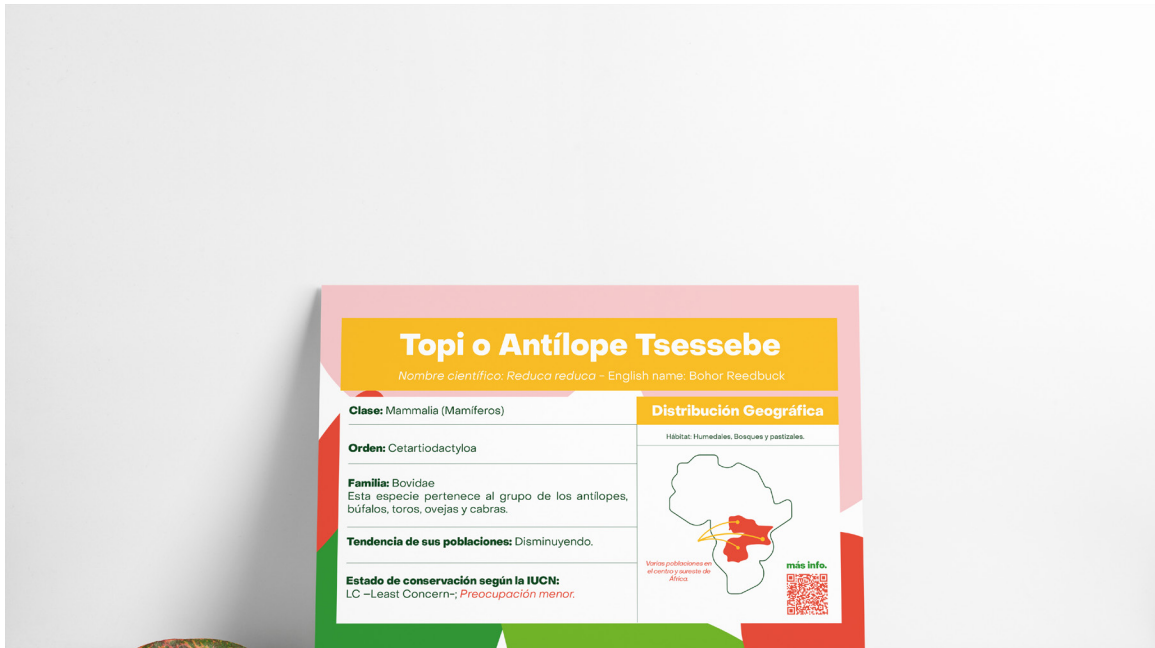 Topi o Antílope Tsessebe
Nombre científico: Reduca reduca - English name: Bohor Reedbuck
Clase: Mammalia (Mamíferos)
Orden: Cetartiodactyloa
Familia: Bovidae
Esta especie pertenece al grupo de los antílopes,
búfalos, toros, ovejas y cabras.
Tendencia de sus poblaciones: Disminuyendo.
Estado de conservación según la IUCN:
LC –Least Concern-; Preocupación menor.
Distribución Geográfica
Hábitat: Humedales, Bosques y pastizales.
Varias poblaciones en
el centro y sureste de
África
más info.